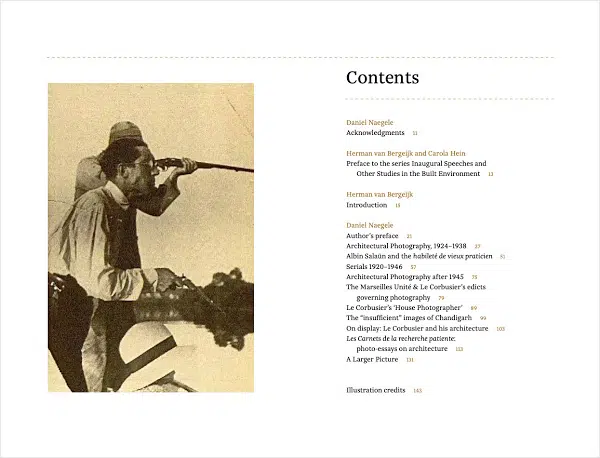 Contents
Daniel Naegele
Acknowledgments 11
Herman van Bergeijk and Carola Hein
Preface to the series Inaugural Speeches and
Other Studies in the Built Environment 13
Herman van Bergeijk
Introduction
Daniel Naegele
Author's preface 21
Architectural Photography, 1924–1938 27
Albin Salaün and the habileté de vieux praticien 51
Serials 1920–1946 57
Architectural Photography after 1945 75
The Marseilles Unité & Le Corbusier's edicts
governing photography 79
Le Corbusier's 'House Photographer' 89
The "insufficient" images of Chandigarh 99
On display: Le Corbusier and his architecture 103
Les Carnets de la recherche patiente:
photo-essays on architecture
A Larger Picture 131
Illustration credits 143